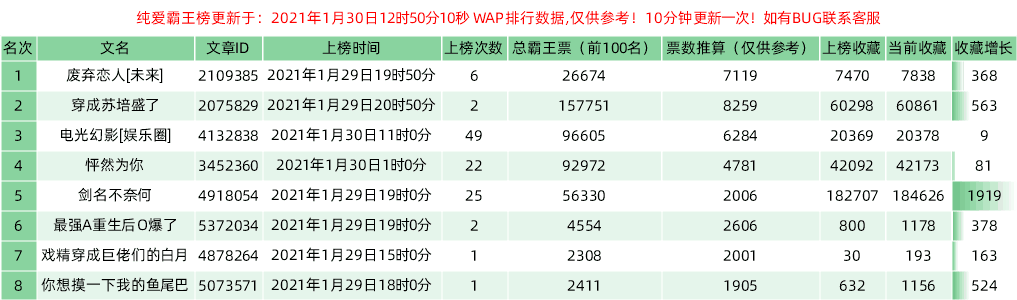 纯爱霸王榜更新于：2021年1月30日12时50分10秒 WAP排行数据,仅供参考！10分钟更新一次！如有BUG联系客服
名次 文名 文章ID 上榜时间 上榜次数 总霸王票（前100名） 票数推算（仅供参考） 上榜收藏 当前收藏 收藏增长
1 废弃恋人[未来] 2109385 2021年1月29日19时50分 6 26674 7119 7470 7838 368
2 穿成苏培盛了 2075829 2021年1月29日20时50分 2 157751 8259 60298 60861 563
3 电光幻影[娱乐圈] 4132838 2021年1月30日11时0分 49 96605 6284 20369 20378 9
4 怦然为你 3452360 2021年1月30日1时0分 22 92972 4781 42092 42173 81
5 剑名不奈何 4918054 2021年1月29日19时0分 25 56330 2006 182707 184626 1919
6 最强A重生后O爆了 5372034 2021年1月29日19时0分 2 4554 2606 800 1178 378
7 戏精穿成巨佬们的白月 4878264 2021年1月29日15时0分 1 2308 2001 30 193 163
8 你想摸一下我的鱼尾巴 5073571 2021年1月29日18时0分 1 2411 1905 632 1156 524